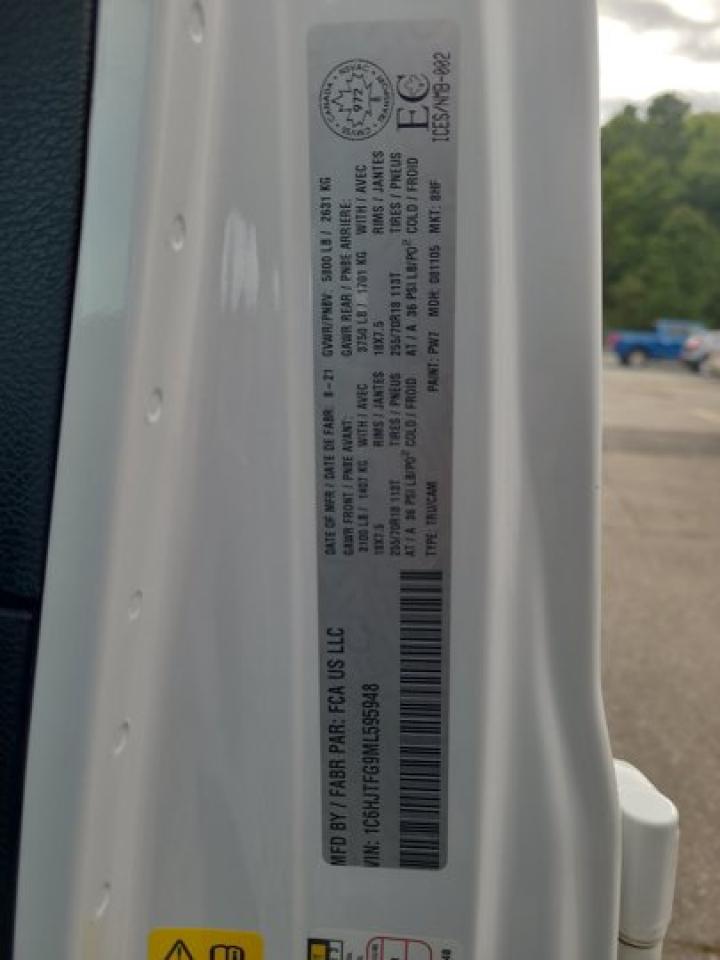 MFD BY / FABR PAR: FCA US LLC
VIN: 1C6HJTFG9ML595948
DATE OF MFR / DATE DE FABR 8-21 GVWR/PNBV: 5800 LB / 2631 KG
GAWR FRONT / PNBE AVANT: GAWR REAR / PNBE ARRIERE:
3100 LB / 1407 KG WITH / AVEC 3750 LB / 1701 KG WITH / AVEC
18X7.5 RIMS / JANTES 18X7.5 RIMS / JANTES
255/70R18 113T TIRES / PNEUS 255/70R18 113T TIRES / PNEUS
AT / A 36 PSI LB/PO² COLD / FROID AT / A 36 PSI LB/PO² COLD / FROID
TYPE: TRU/CAM PAINT: PW7 MDH: 081105 MKT: 8HF
CANADA NSVAC TRANSPORT CMVSS
972
EC
ICES/NMB-002